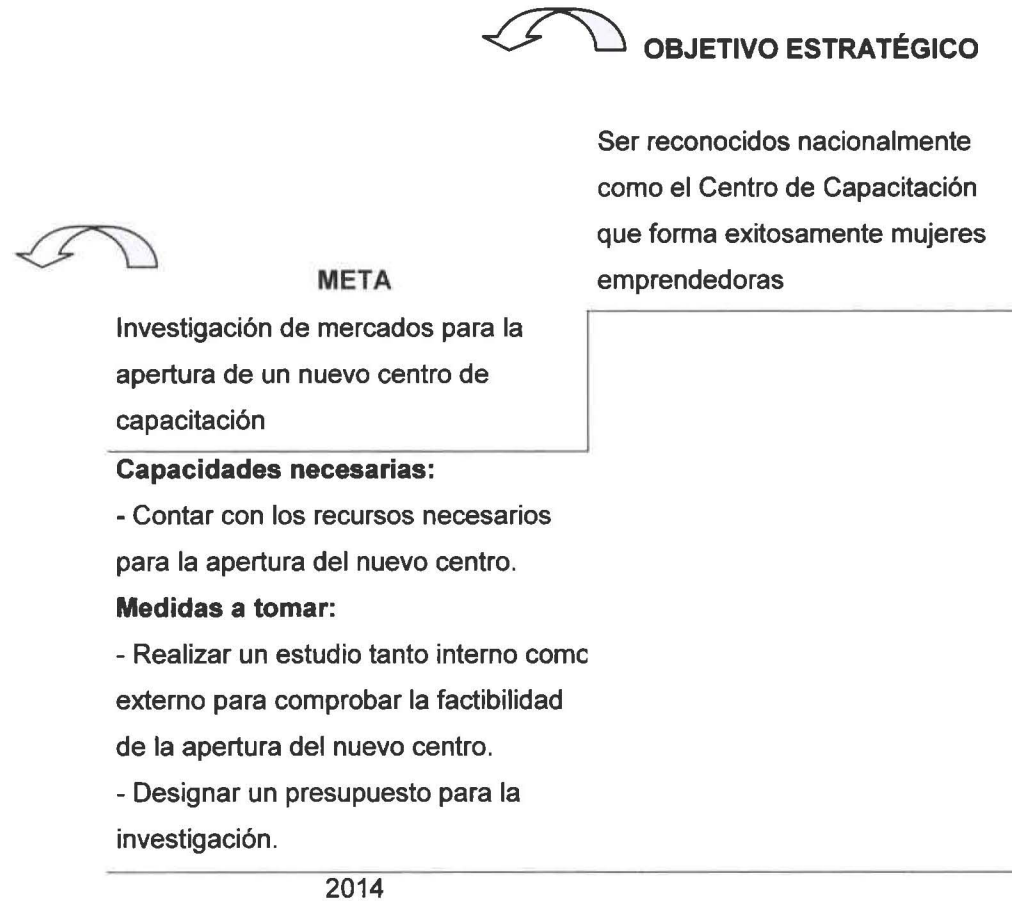 OBJETIVO ESTRATÉGICO
Ser reconocidos nacionalmente
como el Centro de Capacitación
que forma exitosamente mujeres
emprendedoras
META
Investigación de mercados para la
apertura de un nuevo centro de
capacitación
Capacidades necesarias:
- Contar con los recursos necesarios
para la apertura del nuevo centro.
Medidas a tomar:
- Realizar un estudio tanto interno como
externo para comprobar la factibilidad
de la apertura del nuevo centro.
- Designar un presupuesto para la
investigación.
2014